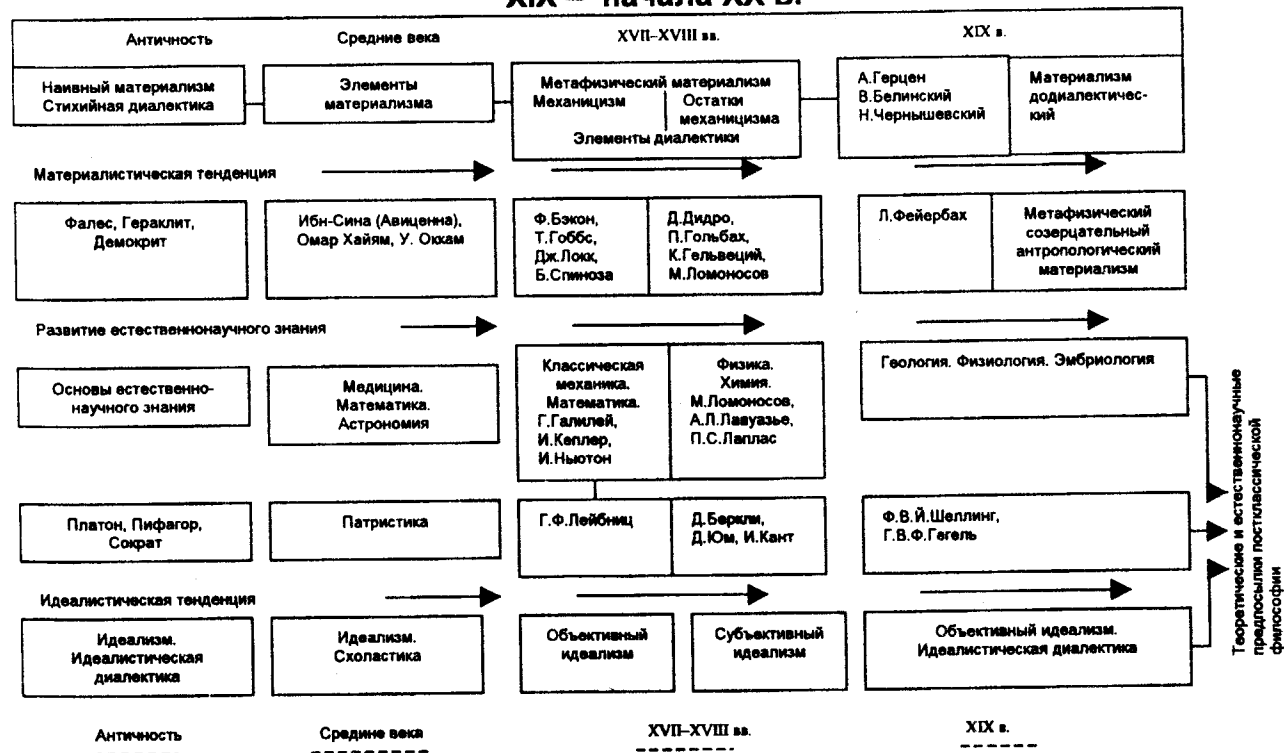 XIX – начала XX в.
Античность
Средние века
XVII–XVIII вв.
XIX в.
Наивный материализм
Стихийная диалектика
Элементы
материализма
Метафизический материализм
Механицизм
Остатки
механицизма
Элементы диалектики
А.Герцен
В.Белинский
Н.Чернышевский
Материализм
додиалектичес-
кий
Материалистическая тенденция
Фалес, Гераклит,
Демокрит
Ибн-Сина (Авиценна),
Омар Хайям, У. Оккам
Ф.Бэкон,
Т.Гоббс,
Дж.Локк,
Б.Спиноза
Д.Дидро,
П.Гольбах,
К.Гельвеций,
М.Ломоносов
Л.Фейербах
Метафизический
созерцательный
антропологический
материализм
Развитие естественнонаучного знания
Основы естественно-
научного знания
Медицина.
Математика.
Астрономия
Классическая
механика.
Математика.
Г.Галилей,
И.Кеплер,
И.Ньютон
Физика.
Химия.
М.Ломоносов,
А.Л.Лавуазье,
П.С.Лаплас
Геология. Физиология. Эмбриология
Платон, Пифагор,
Сократ
Патристика
Г.Ф.Лейбниц
Д.Беркли,
Д.Юм, И.Кант
Ф.В.Й.Шеллинг,
Г.В.Ф.Гегель
Идеалистическая тенденция
Идеализм.
Идеалистическая
диалектика
Идеализм.
Схоластика
Объективный
идеализм
Субъективный
идеализм
Объективный идеализм.
Идеалистическая диалектика
Теоретические и естественнонаучные
предпосылки постклассической
философии
Античность
Средние века
XVII–XVIII вв.
XIX в.